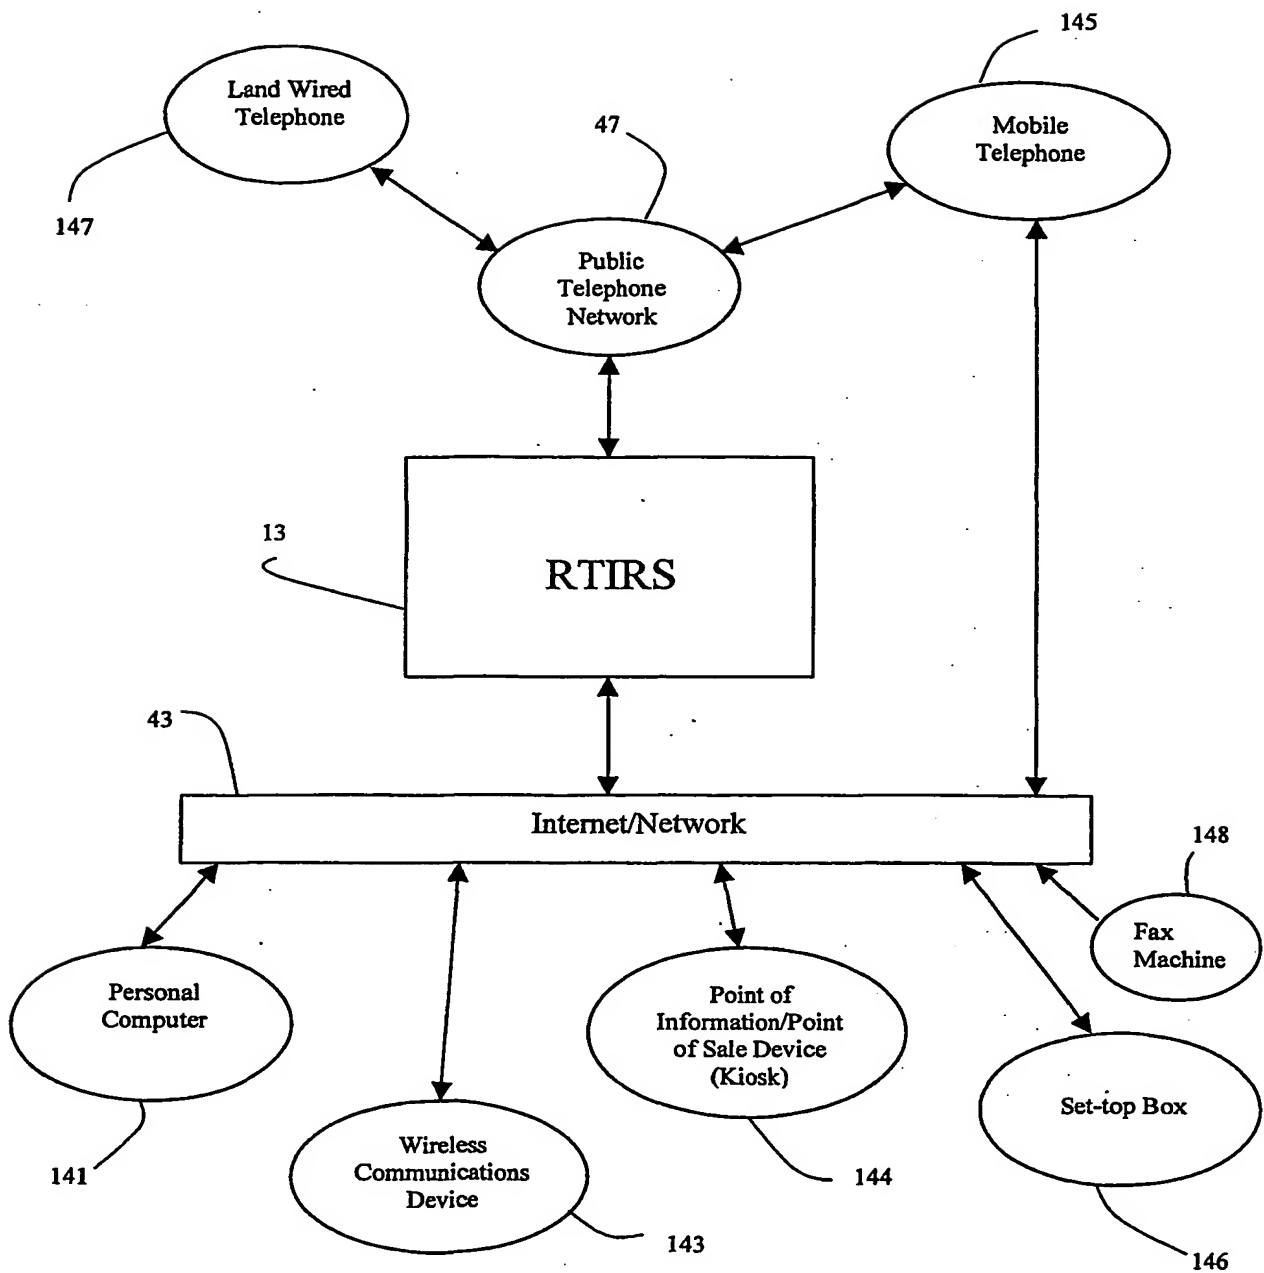 145
Land Wired
Telephone
47
Mobile
Telephone
147
Public
Telephone
Network
13
RTIRS
43
Internet/Network
148
Fax
Machine
Personal
Computer
Point of
Information/Point
of Sale Device
(Kiosk)
Set-top Box
Wireless
Communications
Device
141
144
143
146